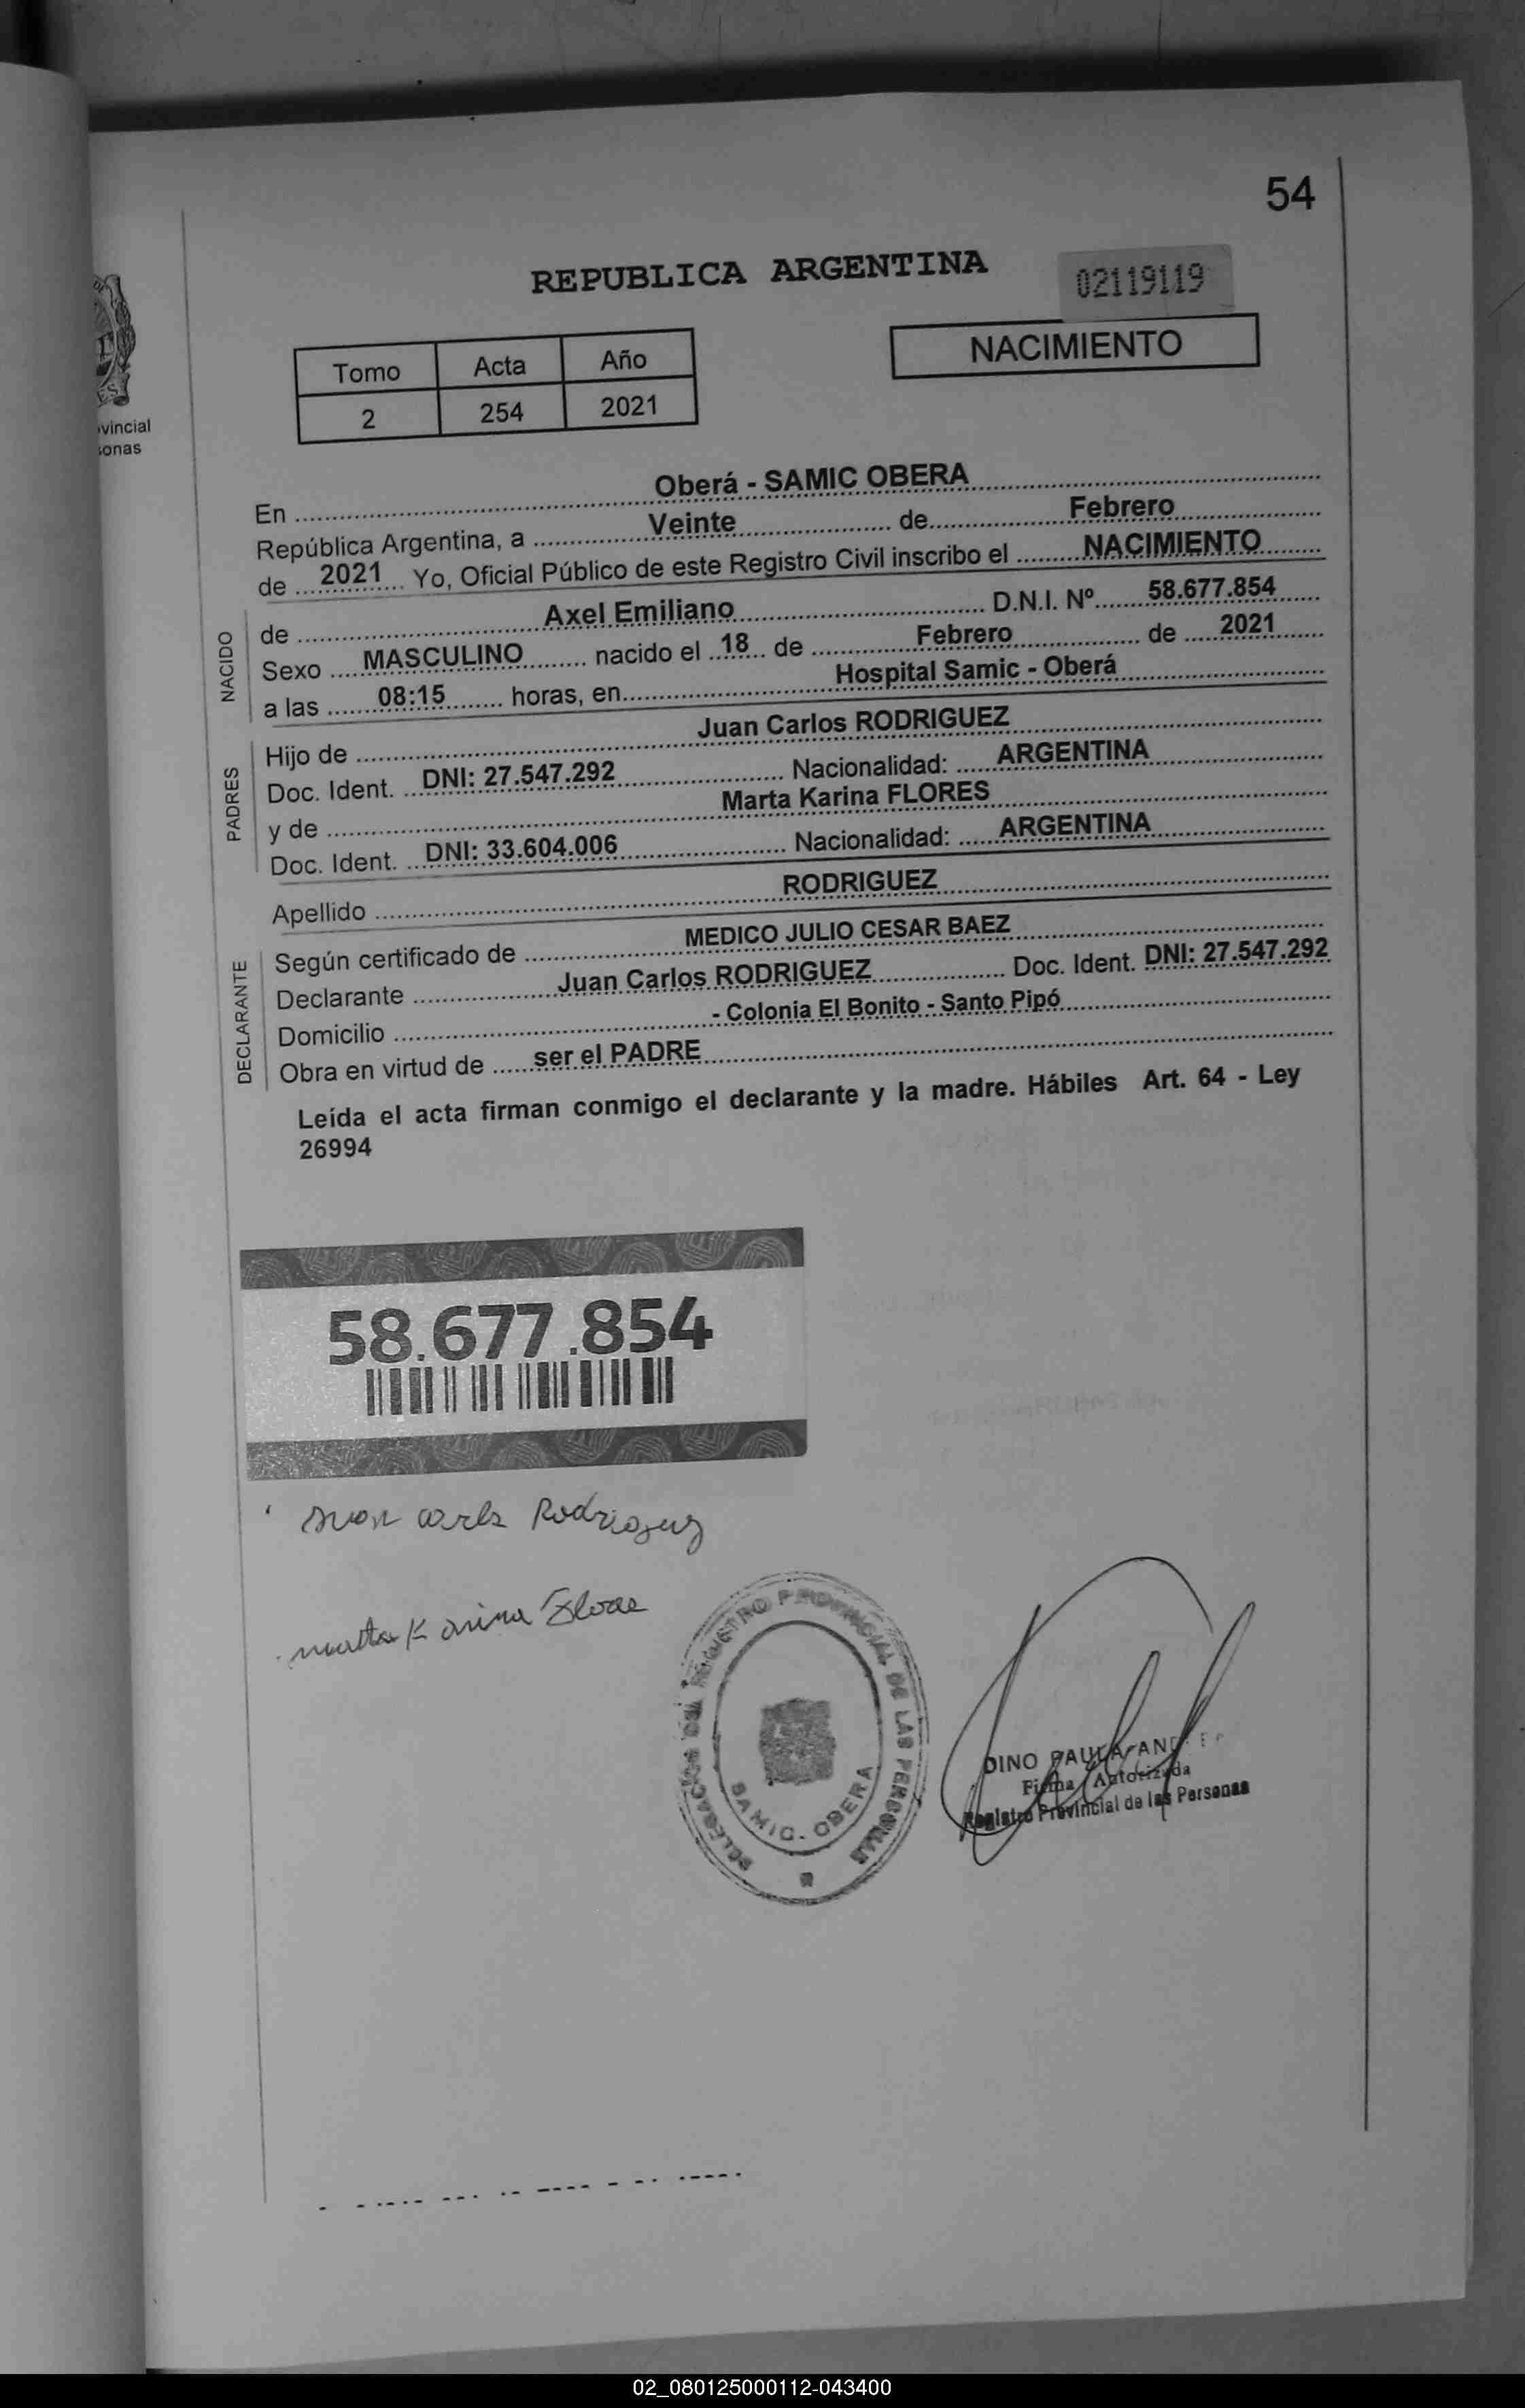 54
REPUBLICA ARGENTINA
02119119
NACIMIENTO
Tomo Acta Año
2 254 2021
vincial
onas
En Oberá - SAMIC OBERA
República Argentina, a Veinte de Febrero
de 2021 Yo, Oficial Público de este Registro Civil inscribo el NACIMIENTO
NACIDO
de Axel Emiliano D.N.I. Nº 58.677.854
Sexo MASCULINO nacido el 18 de Febrero de 2021
a las 08:15 horas, en Hospital Samic - Oberá
PADRES
Hijo de Juan Carlos RODRIGUEZ
Doc. Ident. DNI: 27.547.292 Nacionalidad: ARGENTINA
y de Marta Karina FLORES
Doc. Ident. DNI: 33.604.006 Nacionalidad: ARGENTINA
Apellido RODRIGUEZ
DECLARANTE
Según certificado de MEDICO JULIO CESAR BAEZ
Declarante Juan Carlos RODRIGUEZ Doc. Ident. DNI: 27.547.292
Domicilio - Colonia El Bonito - Santo Pipó
Obra en virtud de ser el PADRE
Leída el acta firman conmigo el declarante y la madre. Hábiles Art. 64 - Ley
26994
58.677.854
Juan Carls Rodriguez
Marta Karina Flores
DELEGACION DEL REGISTRO PROVINCIAL DE LAS PERSONAS
SAMIC - OBERA
DINO PAULA
Firma Autorizada
Registro Provincial de las Personas
02_080125000112-043400